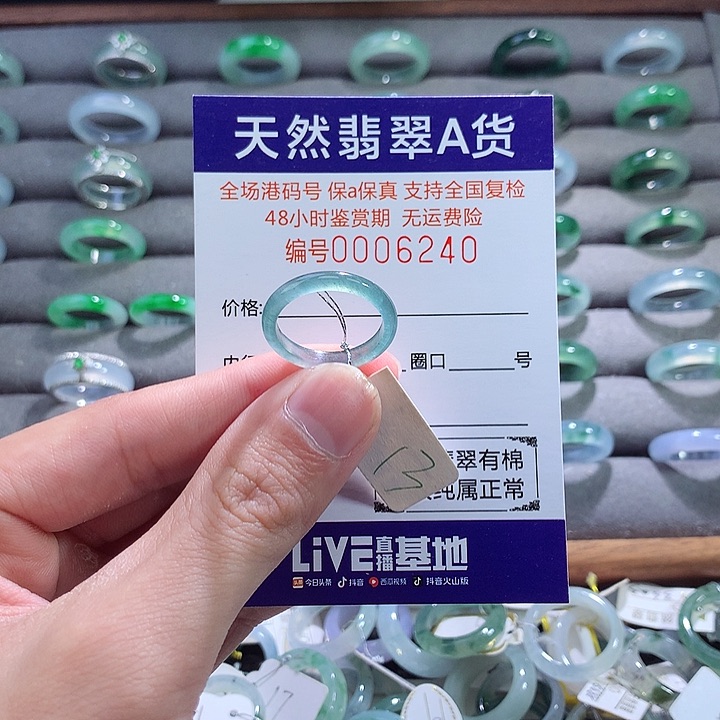 天然翡翠A货
全场港码号 保a保真 支持全国复检
48小时鉴赏期 无运费险
编号0006240
价格:
圈口 号
13
翠有棉
纯属正常
LiVE直播基地
今日头条 抖音 西瓜视频 抖音火山版
17